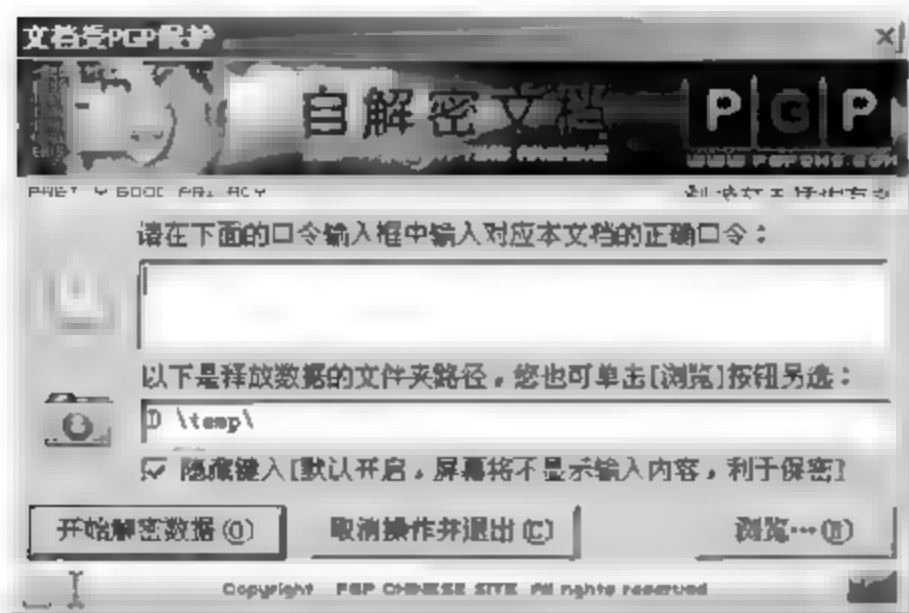 文档受PGP保护
自解密文档 P G P
请在下面的口令输入框中输入对应本文档的正确口令：
以下是释放数据的文件夹路径，您也可单击[浏览]按钮另选：
D \temp\
隐藏键入[默认开启，屏幕将不显示输入内容，利于保密]
开始解密数据(O) 取消操作并退出(C) 浏览…(B)
Copyright PGP CHINESE SITE All rights reserved